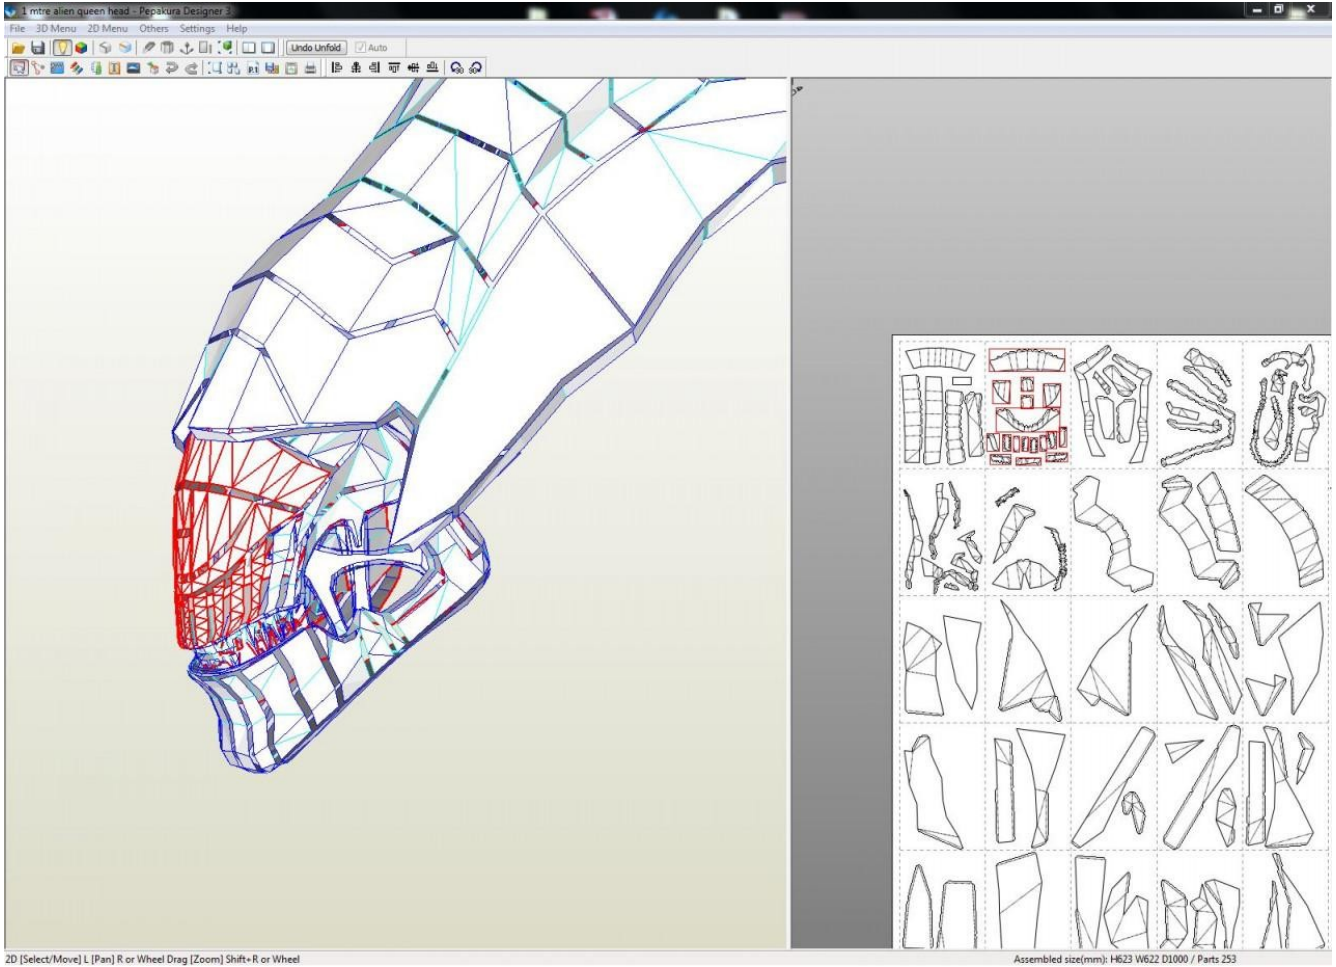 1 mtre alien queen head - Pepakura Designer 3
File 3D Menu 2D Menu Others Settings Help
Undo Unfold Auto
2D [Select/Move] L [Pan] R or Wheel Drag [Zoom] Shift+R or Wheel
Assembled size(mm): H623 W622 D1000 / Parts 253